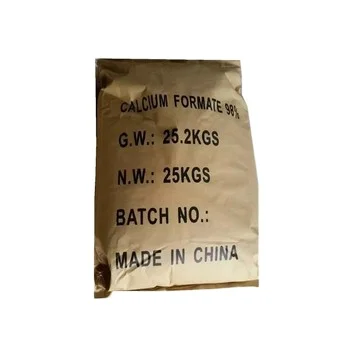 CALCIUM FORMATE 98%
G.W.: 25.2KGS
N.W.: 25KGS
BATCH NO.:
MADE IN CHINA